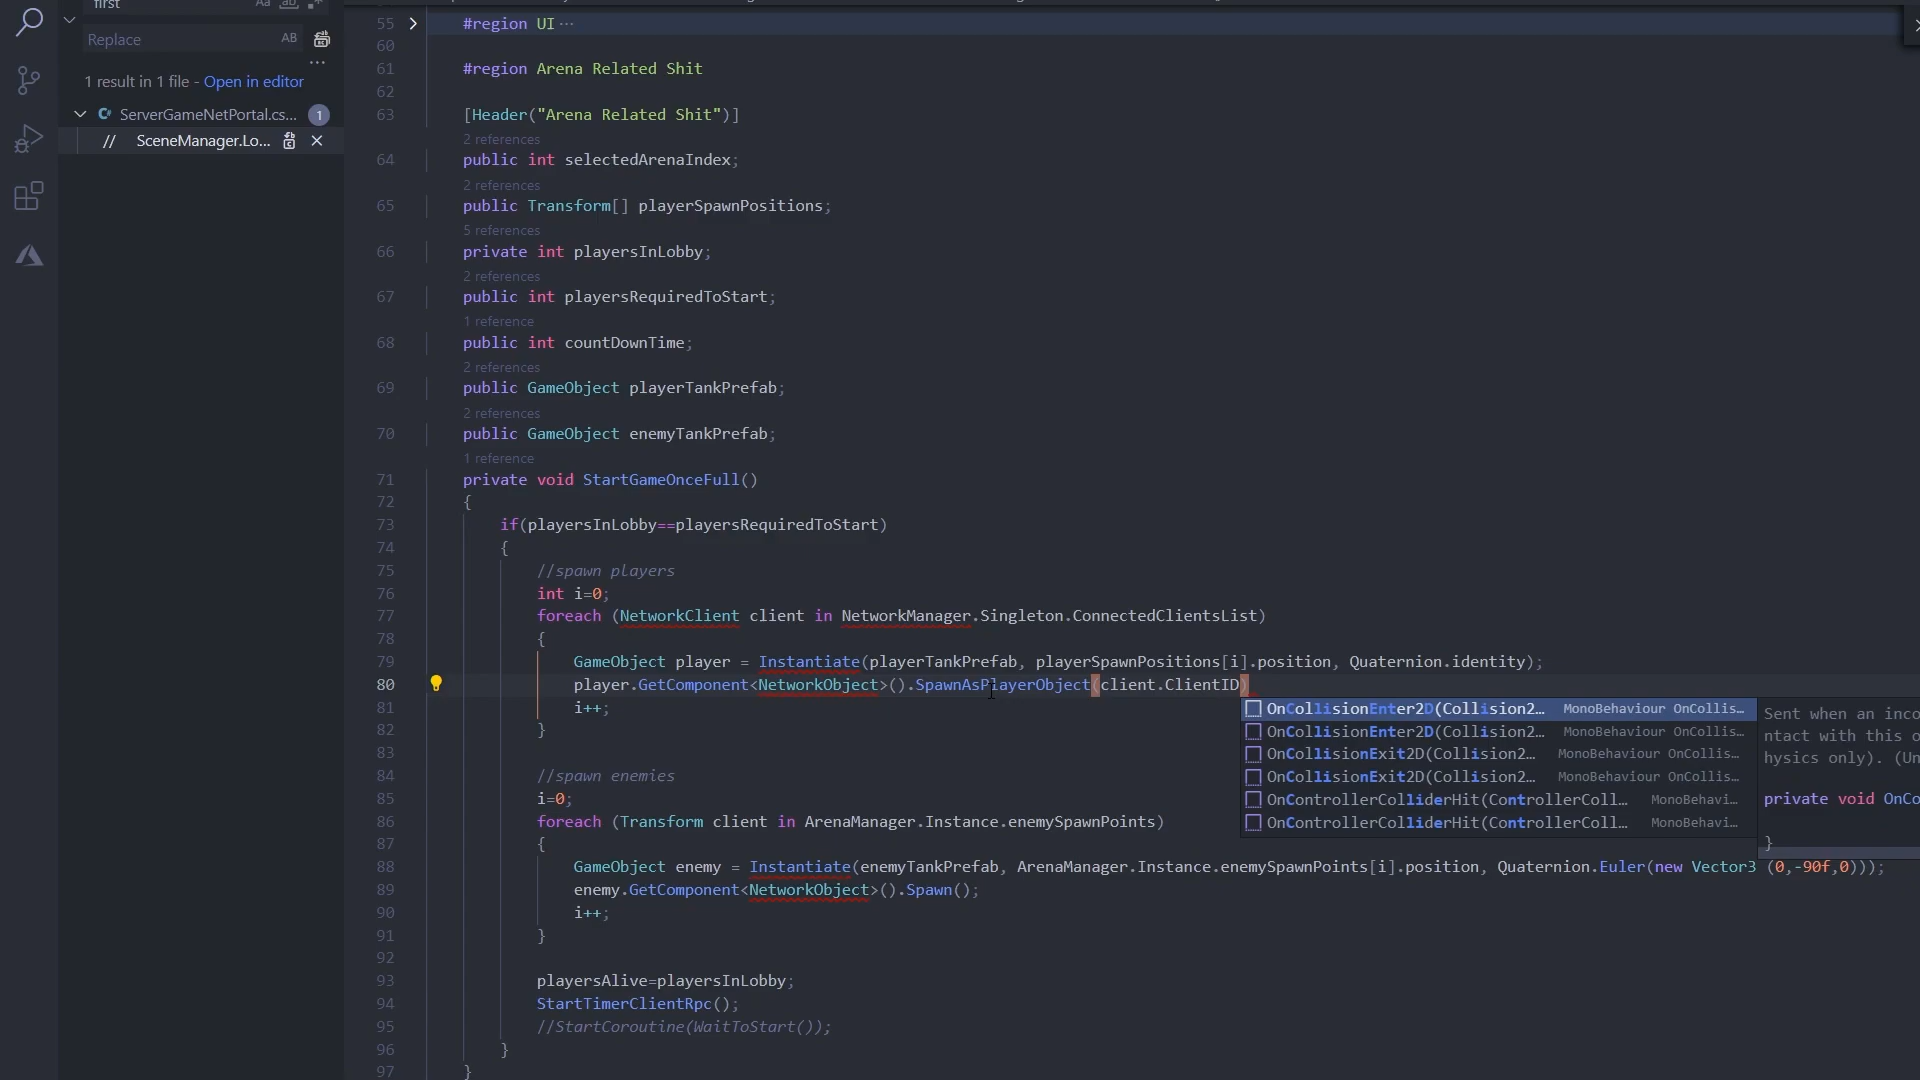 first
Aa ab
Replace AB
1 result in 1 file - Open in editor
ServerGameNetPortal.cs... 1
// SceneManager.Lo...
55 #region UI ···
60
61 #region Arena Related Shit
62
63 [Header("Arena Related Shit")]
2 references
64 public int selectedArenaIndex;
2 references
65 public Transform[] playerSpawnPositions;
5 references
66 private int playersInLobby;
2 references
67 public int playersRequiredToStart;
1 reference
68 public int countDownTime;
2 references
69 public GameObject playerTankPrefab;
2 references
70 public GameObject enemyTankPrefab;
1 reference
71 private void StartGameOnceFull()
72 {
73 if(playersInLobby==playersRequiredToStart)
74 {
75 //spawn players
76 int i=0;
77 foreach (NetworkClient client in NetworkManager.Singleton.ConnectedClientsList)
78 {
79 GameObject player = Instantiate(playerTankPrefab, playerSpawnPositions[i].position, Quaternion.identity);
80 player.GetComponent<NetworkObject>().SpawnAsPlayerObject(client.ClientID)
81 i++;
82 }
83
84 //spawn enemies
85 i=0;
86 foreach (Transform client in ArenaManager.Instance.enemySpawnPoints)
87 {
88 GameObject enemy = Instantiate(enemyTankPrefab, ArenaManager.Instance.enemySpawnPoints[i].position, Quaternion.Euler(new Vector3 (0,-90f,0)));
89 enemy.GetComponent<NetworkObject>().Spawn();
90 i++;
91 }
92
93 playersAlive=playersInLobby;
94 StartTimerClientRpc();
95 //StartCoroutine(WaitToStart());
96 }
97 }
OnCollisionEnter2D(Collision2… MonoBehaviour OnCollis…
OnCollisionEnter2D(Collision2… MonoBehaviour OnCollis…
OnCollisionExit2D(Collision2… MonoBehaviour OnCollis…
OnCollisionExit2D(Collision2… MonoBehaviour OnCollis…
OnControllerColliderHit(ControllerColl… MonoBehavi…
OnControllerColliderHit(ControllerColl… MonoBehavi…
Sent when an inco
ntact with this o
hysics only). (Un
private void OnCo
}